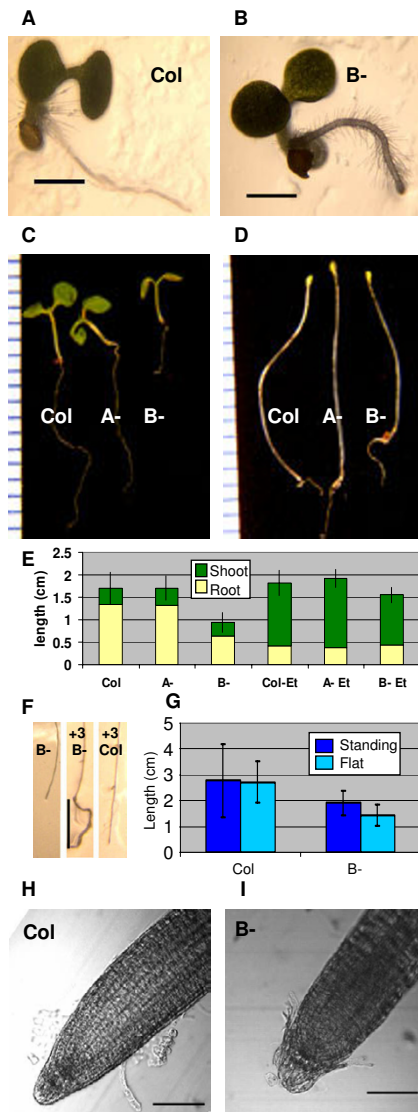 A B
Col B-
C D
Col A- B- Col A- B-
E
2.5
2
1.5
1
0.5
0
length (cm)
Shoot
Root
Col A- B- Col-Et A- Et B- Et
F G
B- +3 B- +3 Col
5
4
3
2
1
0
Length (cm)
Standing
Flat
Col B-
H I
Col B-